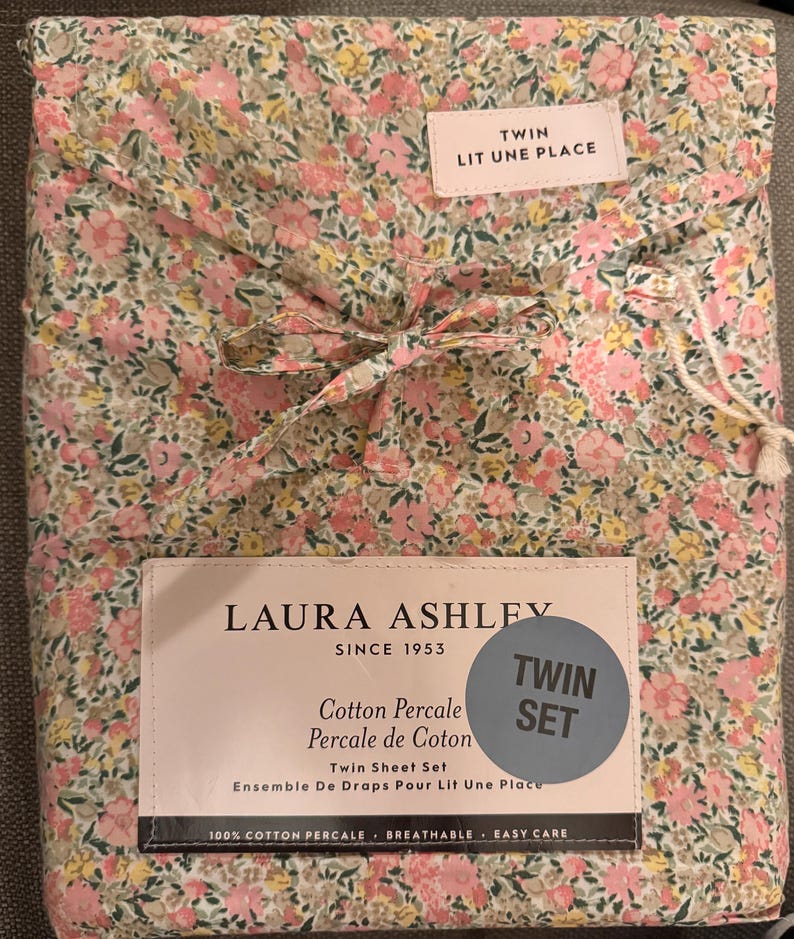 TWIN
LIT UNE PLACE
LAURA ASHLEY
SINCE 1953
TWIN
SET
Cotton Percale
Percale de Coton
Twin Sheet Set
Ensemble De Draps Pour Lit Une Place
100% COTTON PERCALE • BREATHABLE • EASY CARE